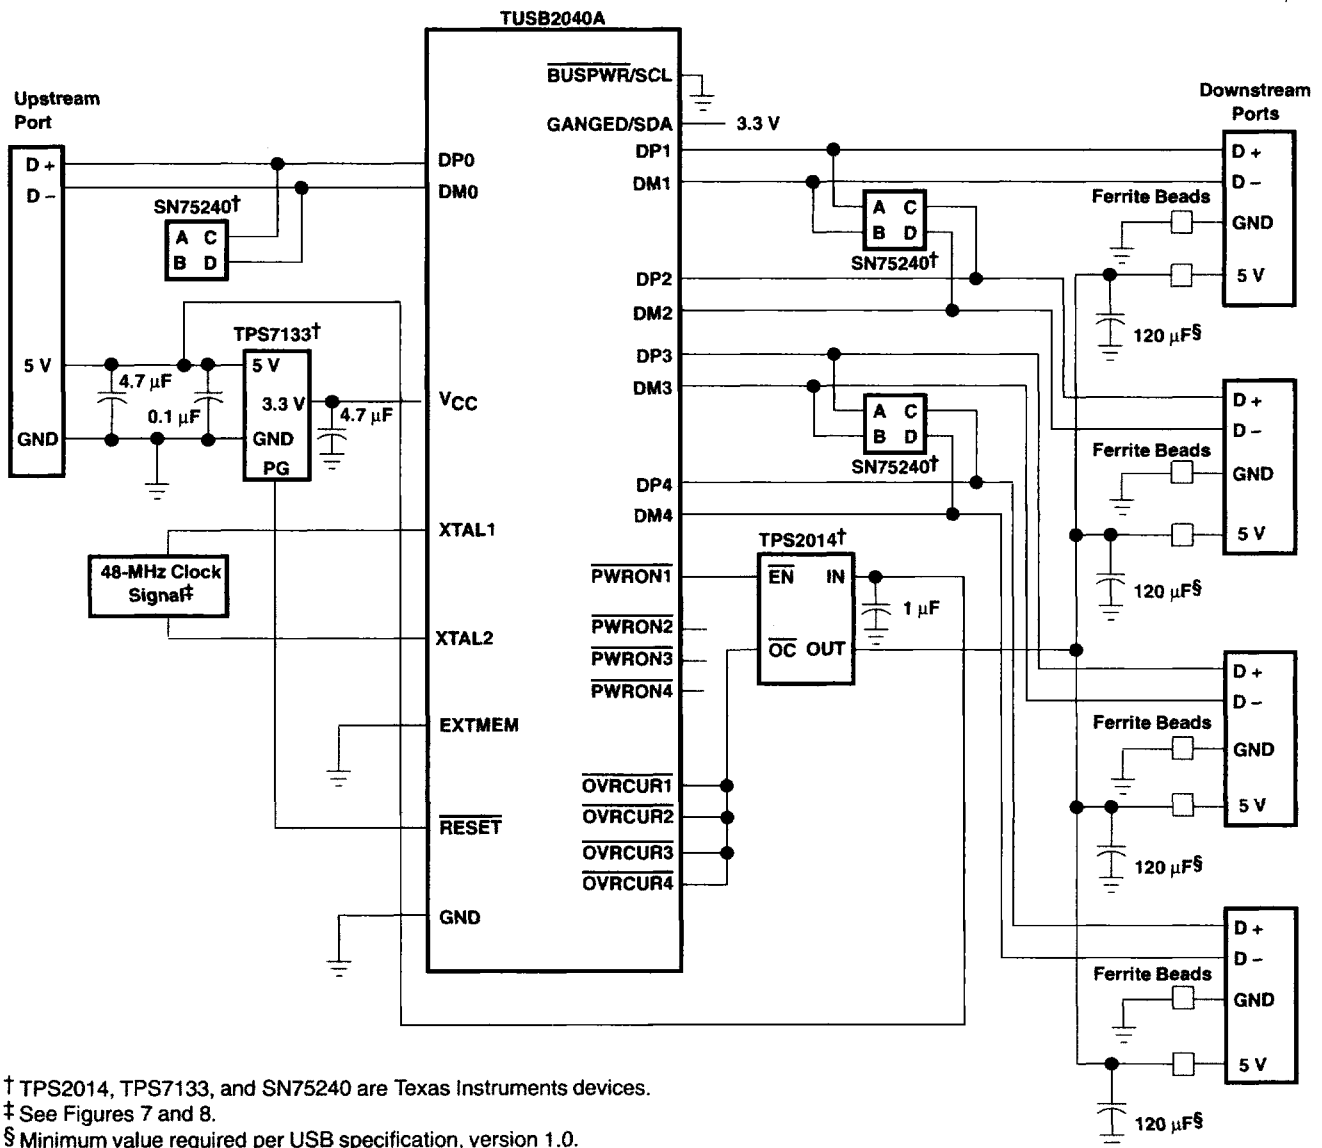 TUSB2040A
Upstream
Port
D +
D −
SN75240†
A C
B D
TPS7133†
5 V
5 V
4.7 μF
0.1 μF
3.3 V
4.7 μF
GND
GND
PG
48-MHz Clock
Signal‡
DP0
DM0
VCC
XTAL1
XTAL2
EXTMEM
RESET
GND
BUSPWR/SCL
GANGED/SDA
3.3 V
DP1
DM1
DP2
DM2
DP3
DM3
DP4
DM4
PWRON1
PWRON2
PWRON3
PWRON4
OVRCUR1
OVRCUR2
OVRCUR3
OVRCUR4
A C
B D
SN75240†
A C
B D
SN75240†
TPS2014†
EN IN
OC OUT
1 μF
Downstream
Ports
D +
D −
Ferrite Beads
GND
5 V
120 μF§
D +
D −
Ferrite Beads
GND
5 V
120 μF§
D +
D −
Ferrite Beads
GND
5 V
120 μF§
D +
D −
Ferrite Beads
GND
5 V
120 μF§
† TPS2014, TPS7133, and SN75240 are Texas Instruments devices.
‡ See Figures 7 and 8.
§ Minimum value required per USB specification, version 1.0.